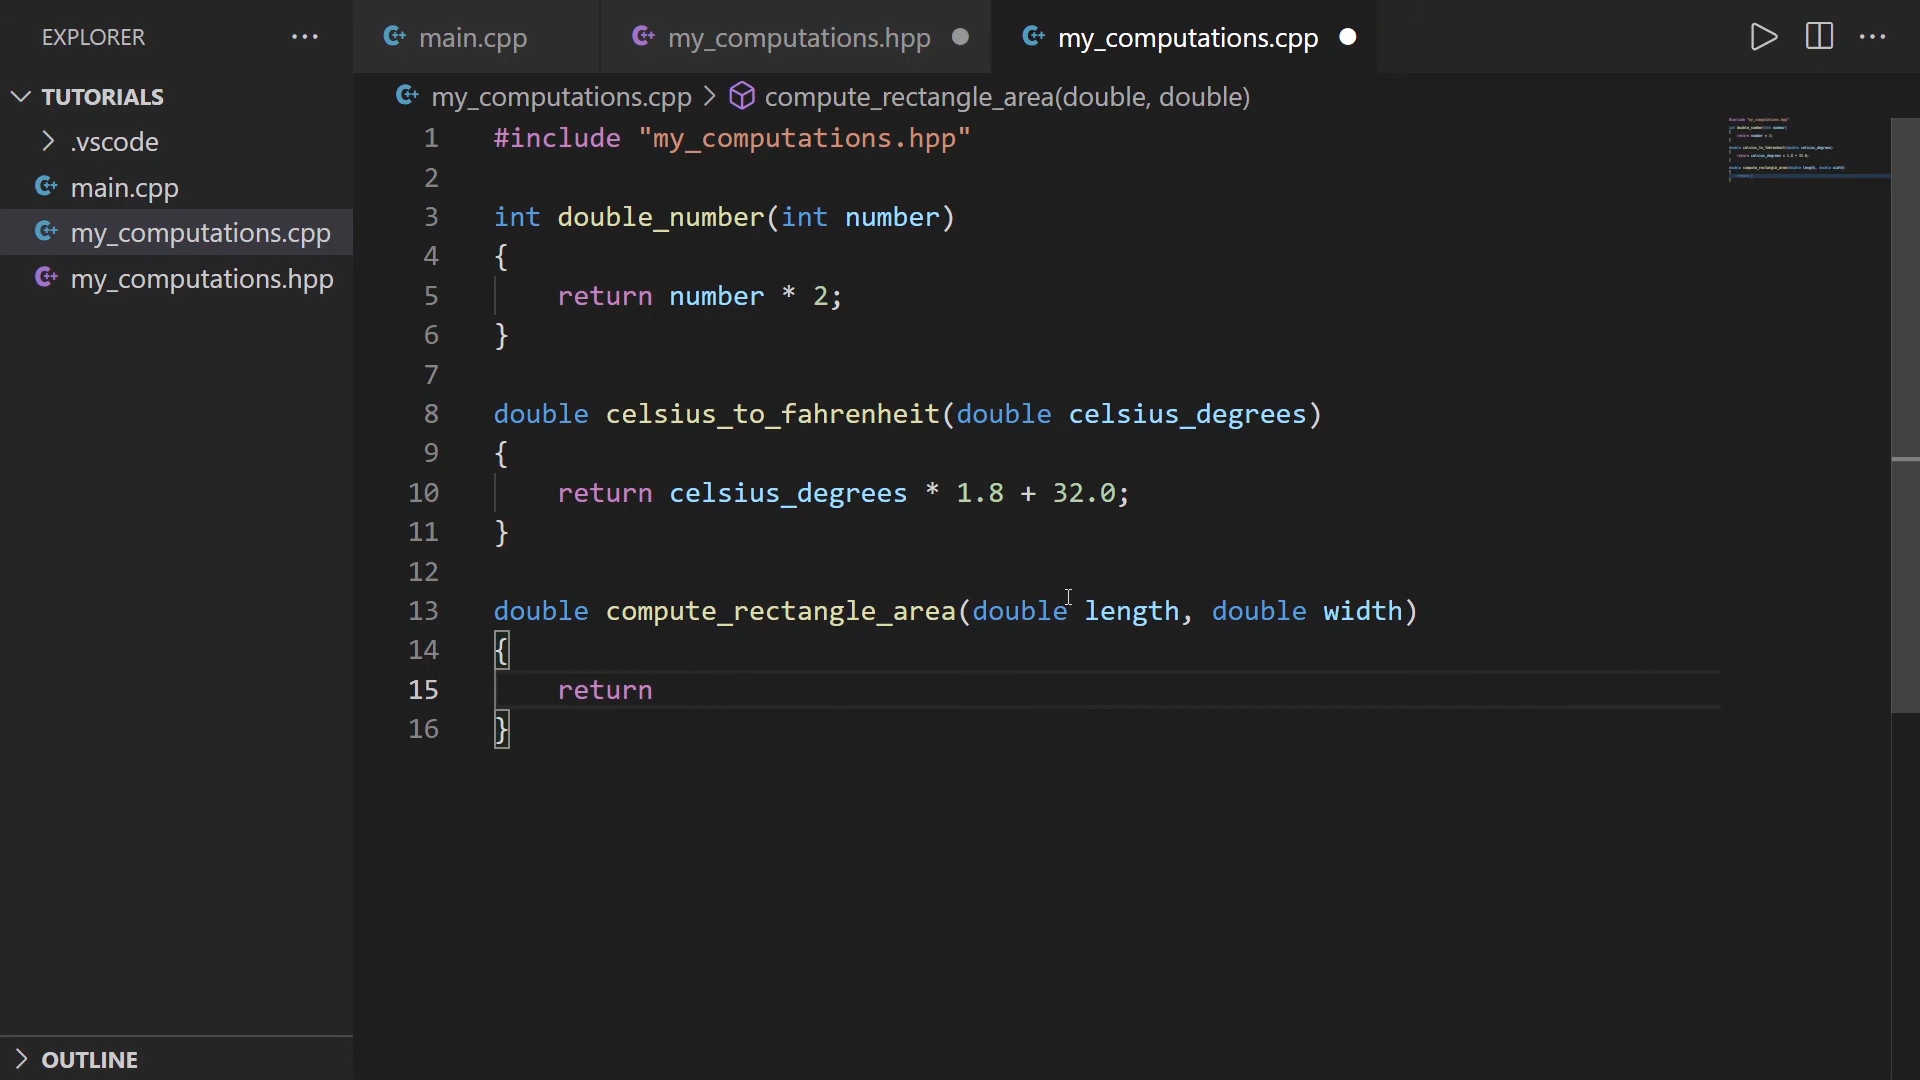 EXPLORER
main.cpp
my_computations.hpp
my_computations.cpp
TUTORIALS
.vscode
main.cpp
my_computations.cpp
my_computations.hpp
OUTLINE
my_computations.cpp > compute_rectangle_area(double, double)
1 #include "my_computations.hpp"
2
3 int double_number(int number)
4 {
5 return number * 2;
6 }
7
8 double celsius_to_fahrenheit(double celsius_degrees)
9 {
10 return celsius_degrees * 1.8 + 32.0;
11 }
12
13 double compute_rectangle_area(double length, double width)
14 {
15 return
16 }